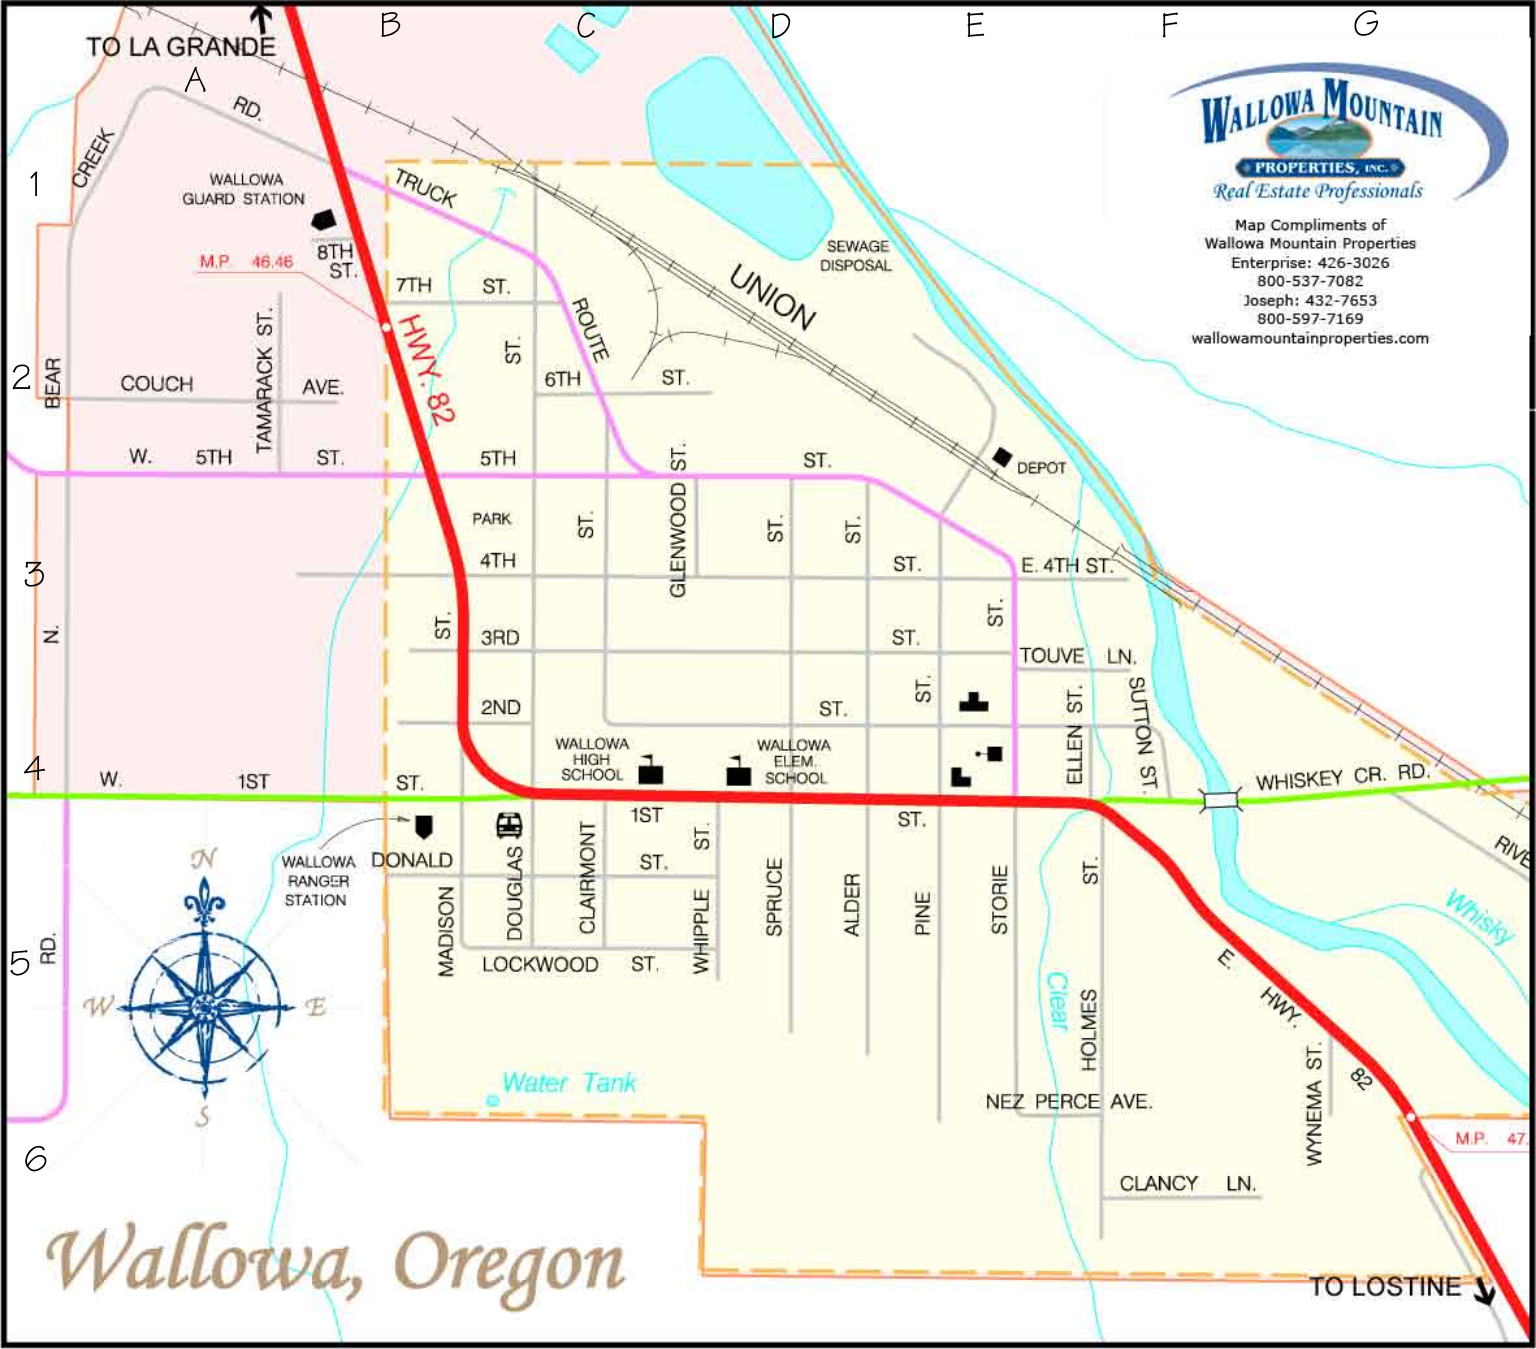 B
C
D
E
F
G
TO LA GRANDE
A
RD.
CREEK
1
WALLOWA
GUARD STATION
TRUCK
8TH
ST.
M.P. 46.46
7TH ST.
HWY. 82
ST.
ROUTE
UNION
SEWAGE
DISPOSAL
WALLOWA MOUNTAIN
PROPERTIES, INC.
Real Estate Professionals
Map Compliments of
Wallowa Mountain Properties
Enterprise: 426-3026
800-537-7082
Joseph: 432-7653
800-597-7169
wallowamountainproperties.com
2
BEAR
COUCH AVE.
TAMARACK ST.
6TH ST.
W. 5TH ST.
5TH ST.
DEPOT
PARK
ST.
GLENWOOD ST.
ST.
ST.
3
4TH ST.
E. 4TH ST.
N.
ST.
3RD ST.
ST.
TOUVE LN.
2ND ST.
ST.
ELLEN ST.
SUTTON ST.
4
WALLOWA
HIGH
SCHOOL
WALLOWA
ELEM.
SCHOOL
W. 1ST ST.
WHISKEY CR. RD.
1ST ST.
WALLOWA
RANGER
STATION
DONALD ST.
MADISON
DOUGLAS
CLAIRMONT
WHIPPLE ST.
SPRUCE
ALDER
PINE
STORIE
HOLMES ST.
RIVE
Whisky
N
W
E
S
5
RD.
LOCKWOOD ST.
Clear
E. HWY. 82
WYNEMA ST.
Water Tank
NEZ PERCE AVE.
M.P. 47.
6
CLANCY LN.
Wallowa, Oregon
TO LOSTINE